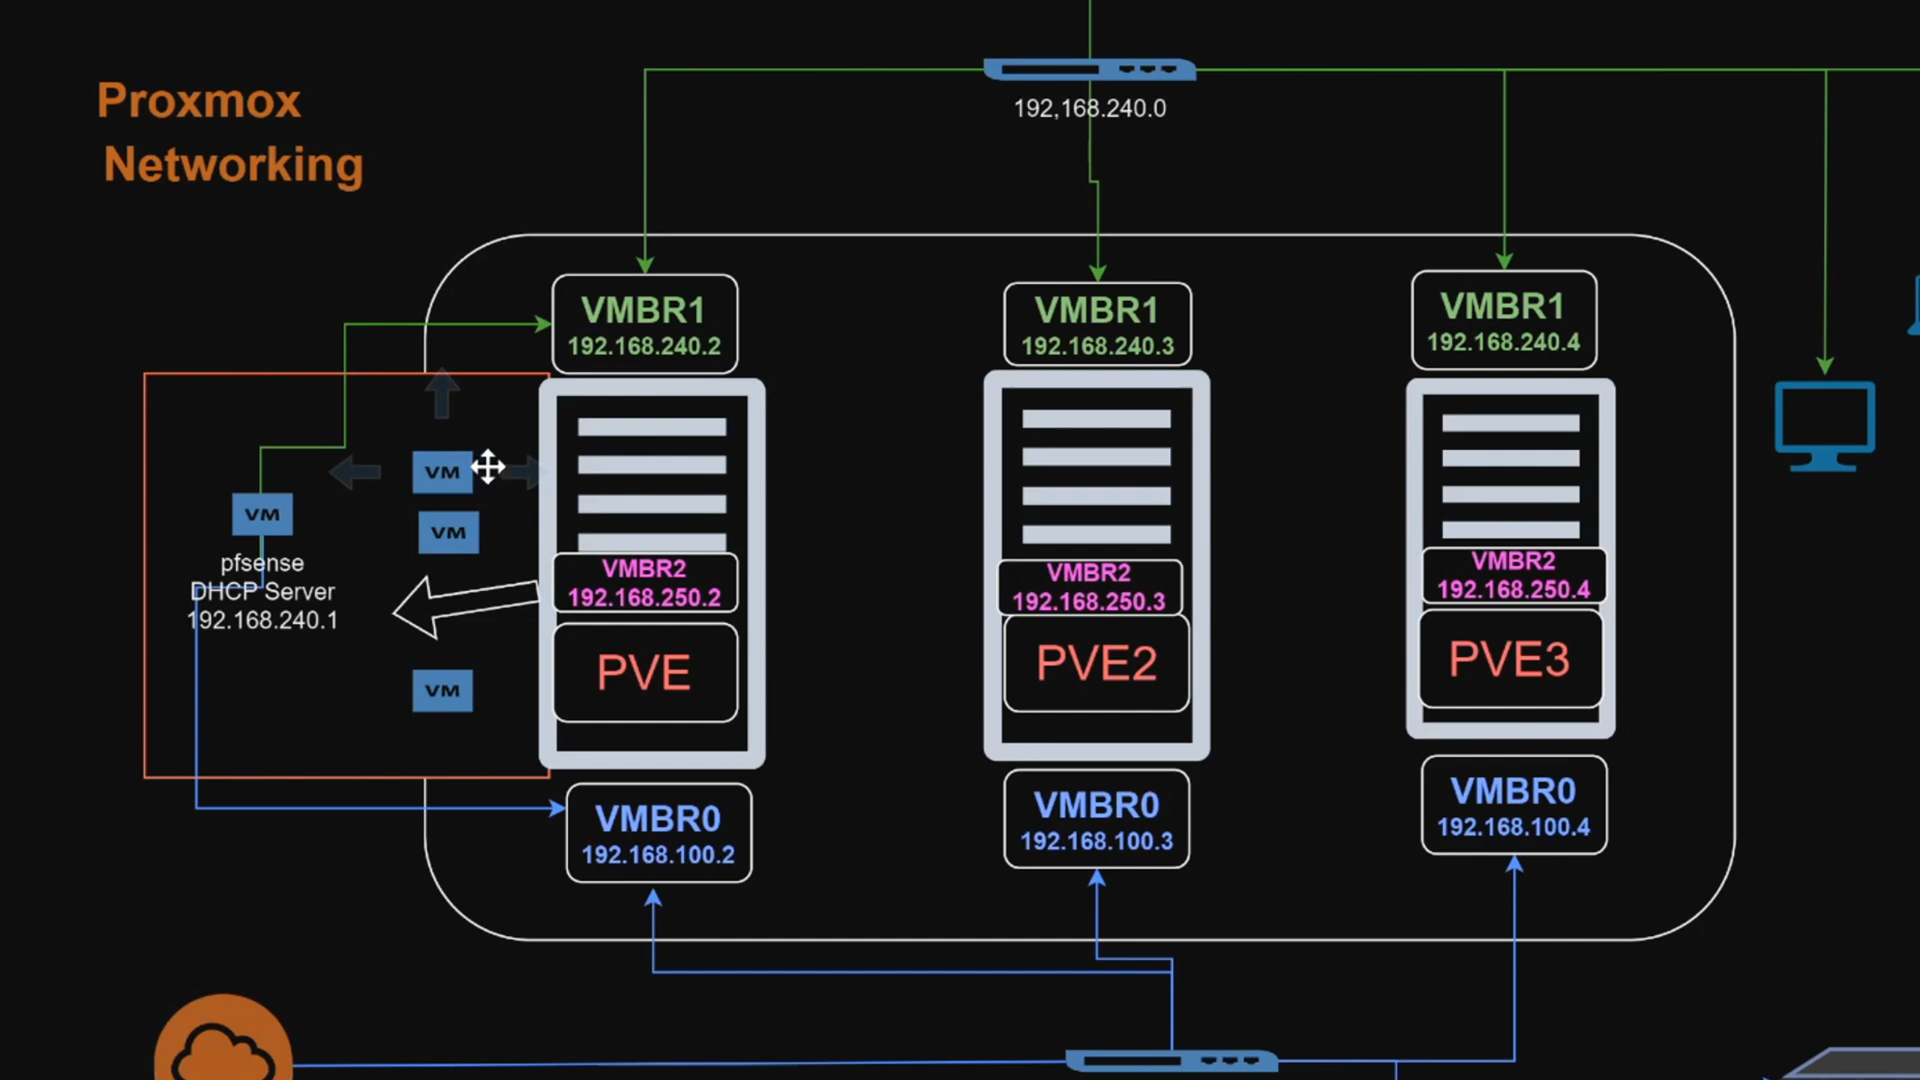 Proxmox
Networking
192,168.240.0
VMBR1
192.168.240.2
VMBR1
192.168.240.3
VMBR1
192.168.240.4
VM
VM
VM
pfsense
DHCP Server
192.168.240.1
VM
VMBR2
192.168.250.2
VMBR2
192.168.250.3
VMBR2
192.168.250.4
PVE
PVE2
PVE3
VMBR0
192.168.100.2
VMBR0
192.168.100.3
VMBR0
192.168.100.4